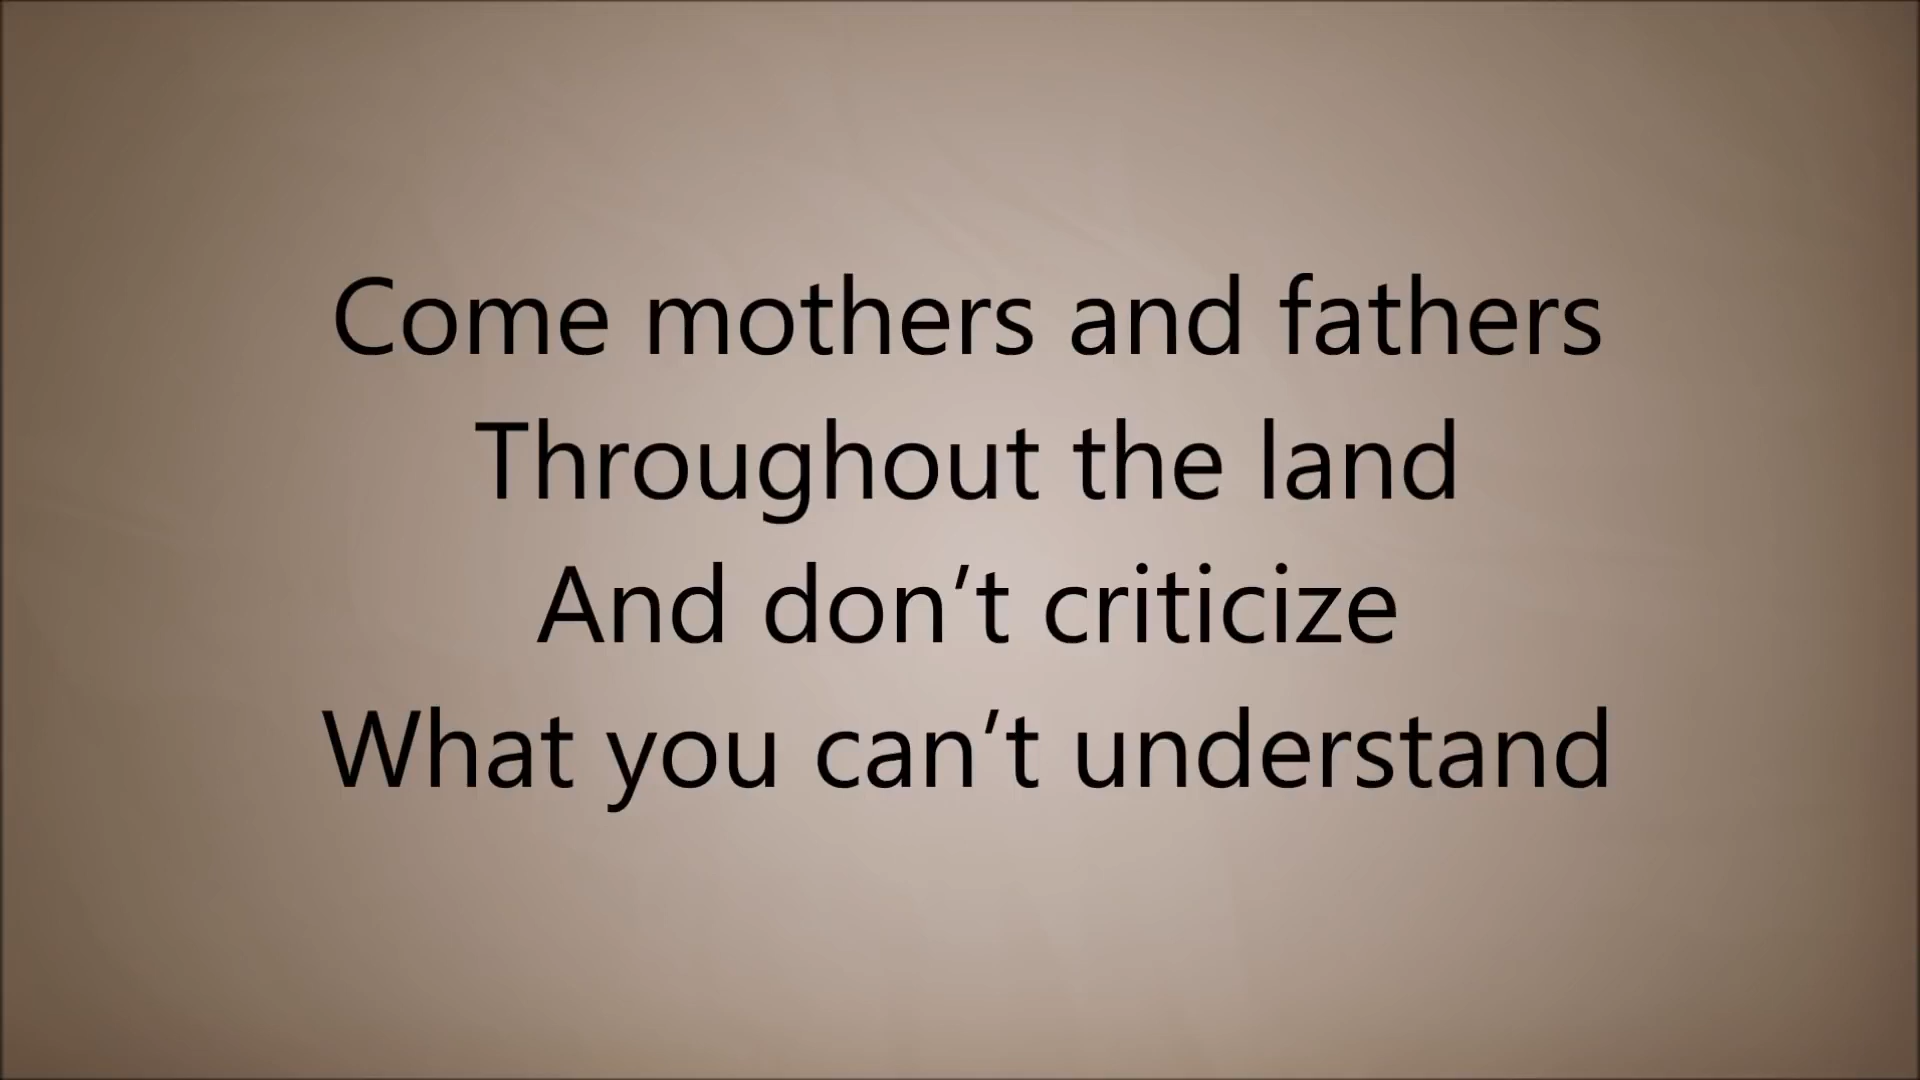 Come mothers and fathers
Throughout the land
And don’t criticize
What you can’t understand